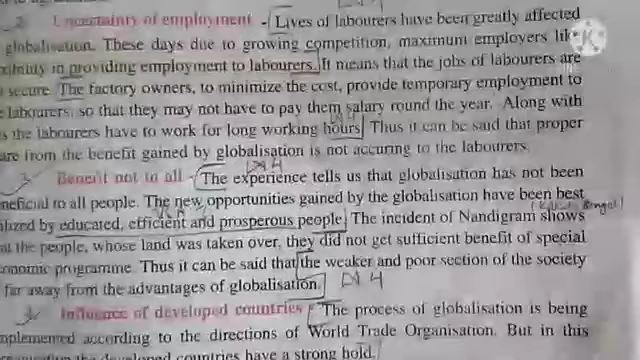 Uncertainty of employment - Lives of labourers have been greatly affected
globalisation. These days due to growing competition, maximum employers like
in providing employment to labourers. It means that the jobs of labourers are
secure. The factory owners, to minimize the cost, provide temporary employment to
labourers, so that they may not have to pay them salary round the year. Along with
the labourers have to work for long working hours. Thus it can be said that proper
are from the benefit gained by globalisation is not accuring to the labourers.
Benefit not to all - The experience tells us that globalisation has not been
neficial to all people. The new opportunities gained by the globalisation have been best
ilized by educated, efficient and prosperous people. The incident of Nandigram shows
at the people, whose land was taken over, they did not get sufficient benefit of special
onomic programme. Thus it can be said that the weaker and poor section of the society
far away from the advantages of globalisation.
Influence of developed countries - The process of globalisation is being
mplemented according to the directions of World Trade Organisation. But in this
the developed countries have a strong hold.